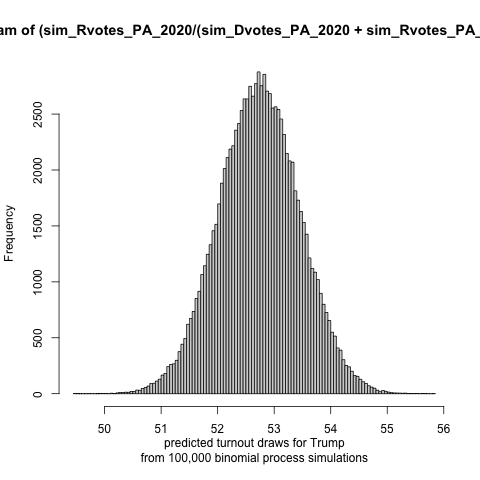 am of (sim_Rvotes_PA_2020/(sim_Dvotes_PA_2020 + sim_Rvotes_PA_
Frequency
2500
2000
1500
1000
500
0
50 51 52 53 54 55 56
predicted turnout draws for Trump
from 100,000 binomial process simulations